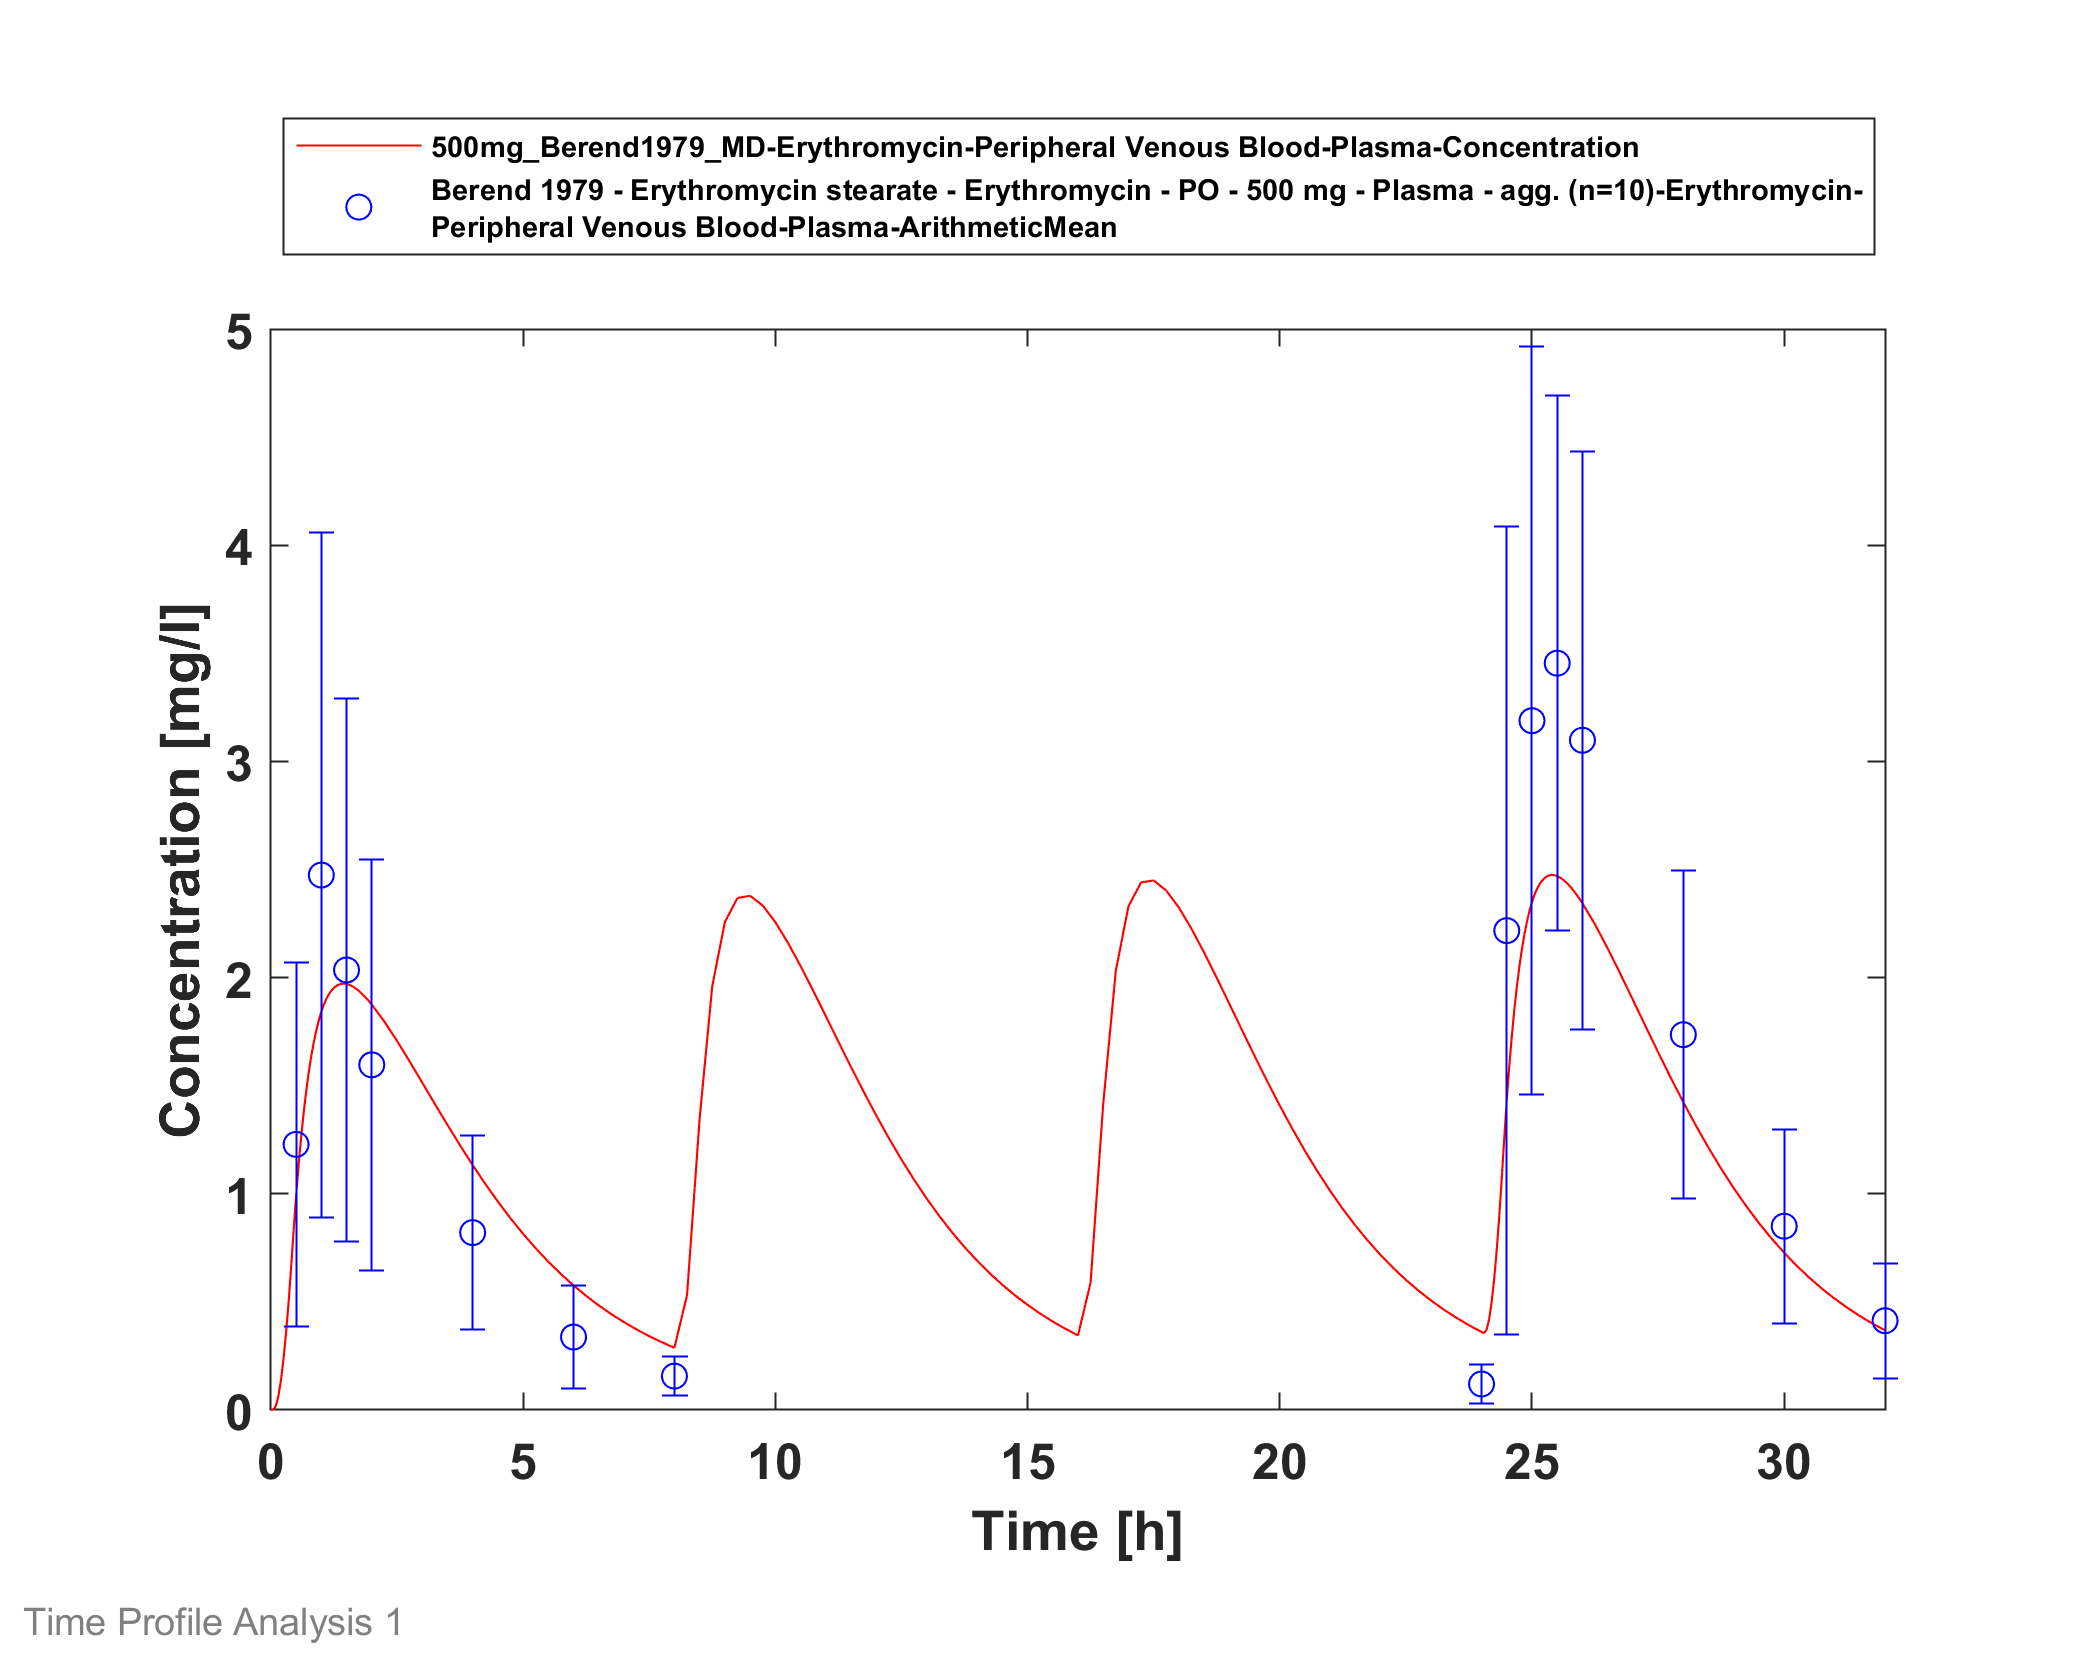 500mg_Berend1979_MD-Erythromycin-Peripheral Venous Blood-Plasma-Concentration
Berend 1979 - Erythromycin stearate - Erythromycin - PO - 500 mg - Plasma - agg. (n=10)-Erythromycin-
Peripheral Venous Blood-Plasma-ArithmeticMean
5
4
3
2
1
0
Concentration [mg/l]
0 5 10 15 20 25 30
Time [h]
Time Profile Analysis 1